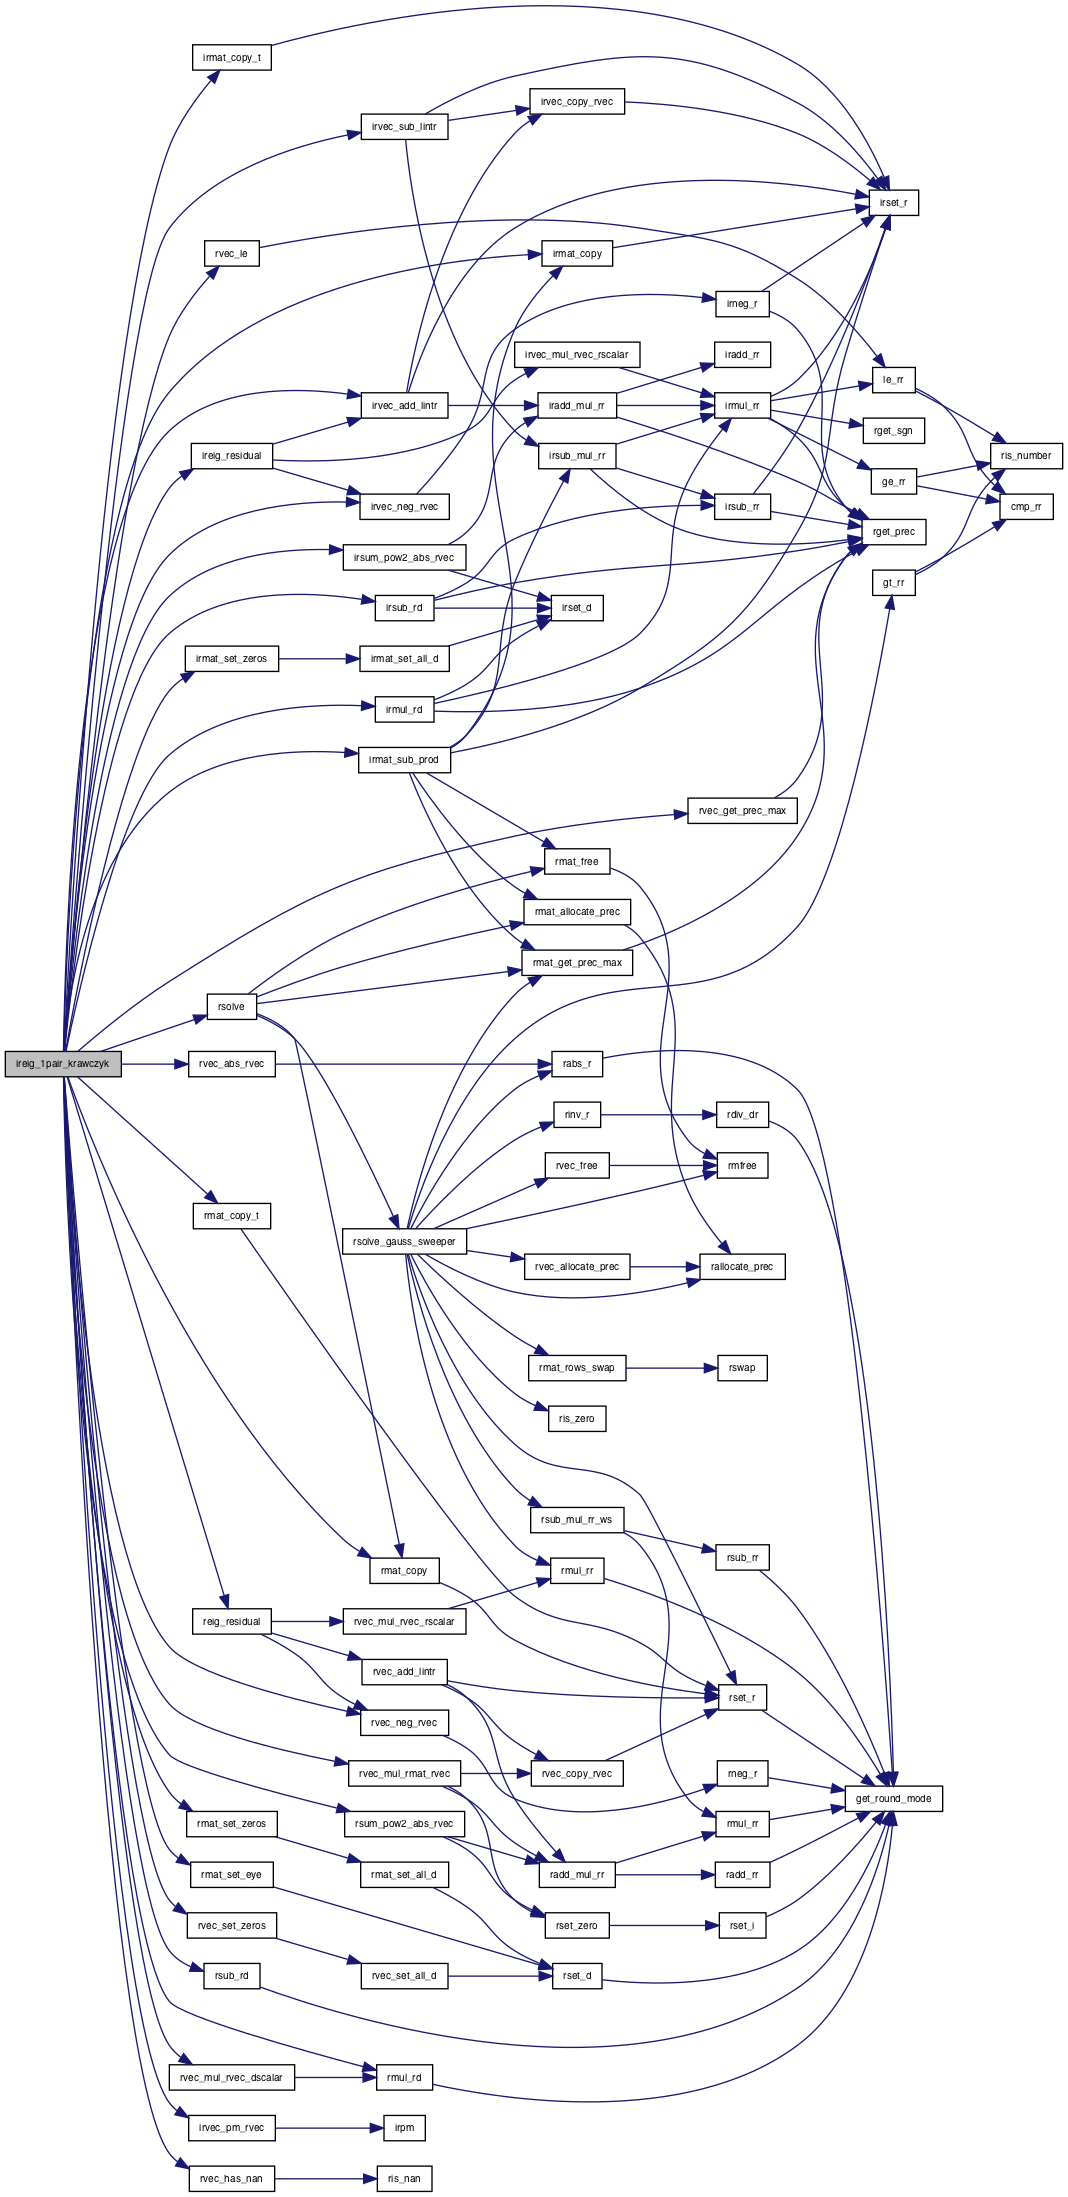 irmat_copy_t
irvec_copy_rvec
irvec_sub_lintr
irset_r
rvec_le
irmat_copy
irneg_r
irvec_mul_rvec_rscalar
iradd_rr
le_rr
irvec_add_lintr
iradd_mul_rr
irmul_rr
rget_sgn
ireig_residual
irsub_mul_rr
ris_number
ge_rr
irvec_neg_rvec
irsub_rr
cmp_rr
rget_prec
irsum_pow2_abs_rvec
gt_rr
irsub_rd
irset_d
irmat_set_zeros
irmat_set_all_d
irmul_rd
irmat_sub_prod
rvec_get_prec_max
rmat_free
rmat_allocate_prec
rmat_get_prec_max
rsolve
ireig_1pair_krawczyk
rvec_abs_rvec
rabs_r
rinv_r
rdiv_dr
rvec_free
rmfree
rmat_copy_t
rsolve_gauss_sweeper
rvec_allocate_prec
rallocate_prec
rmat_rows_swap
rswap
ris_zero
rsub_mul_rr_ws
rsub_rr
rmat_copy
rmul_rr
reig_residual
rvec_mul_rvec_rscalar
rvec_add_lintr
rset_r
rvec_neg_rvec
rvec_mul_rmat_rvec
rvec_copy_rvec
rneg_r
get_round_mode
rmat_set_zeros
rsum_pow2_abs_rvec
rmul_rr
rmat_set_eye
rmat_set_all_d
radd_mul_rr
radd_rr
rvec_set_zeros
rset_zero
rset_i
rsub_rd
rvec_set_all_d
rset_d
rvec_mul_rvec_dscalar
rmul_rd
irvec_pm_rvec
irpm
rvec_has_nan
ris_nan